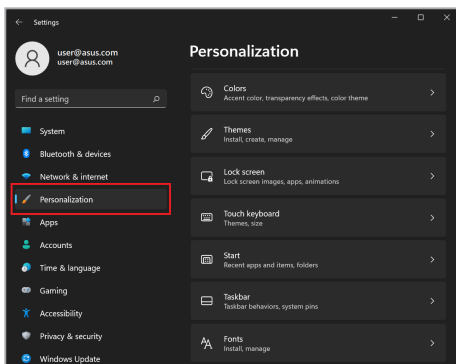 Settings
user@asus.com
user@asus.com
Find a setting
System
Bluetooth & devices
Network & internet
Personalization
Apps
Accounts
Time & language
Gaming
Accessibility
Privacy & security
Windows Update
Personalization
Colors
Accent color, transparency effects, color theme
Themes
Install, create, manage
Lock screen
Lock screen images, apps, animations
Touch keyboard
Themes, size
Start
Recent apps and items, folders
Taskbar
Taskbar behaviors, system pins
Fonts
Install, manage